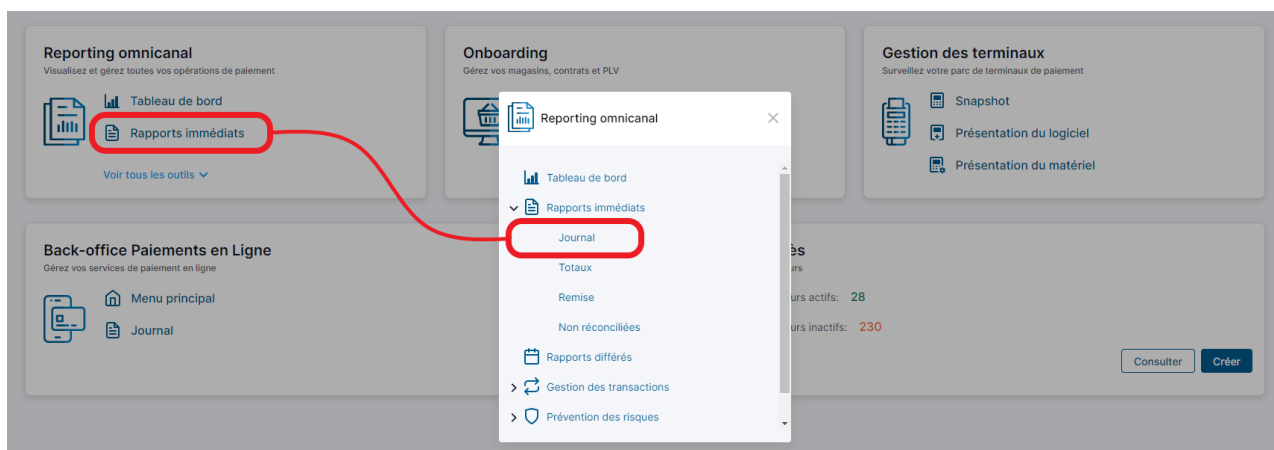 Reporting omnicanal
Visualisez et gérez toutes vos opérations de paiement
Tableau de bord
Rapports immédiats
Voir tous les outils
Onboarding
Gérez vos magasins, contrats et PLV
Gestion des terminaux
Surveillez votre parc de terminaux de paiement
Snapshot
Présentation du logiciel
Présentation du matériel
Reporting omnicanal
Tableau de bord
Rapports immédiats
Journal
Totaux
Remise
Non réconciliées
Rapports différés
Gestion des transactions
Prévention des risques
Back-office Paiements en Ligne
Gérez vos services de paiement en ligne
Menu principal
Journal
ès
urs
urs actifs: 28
urs inactifs: 230
Consulter
Créer